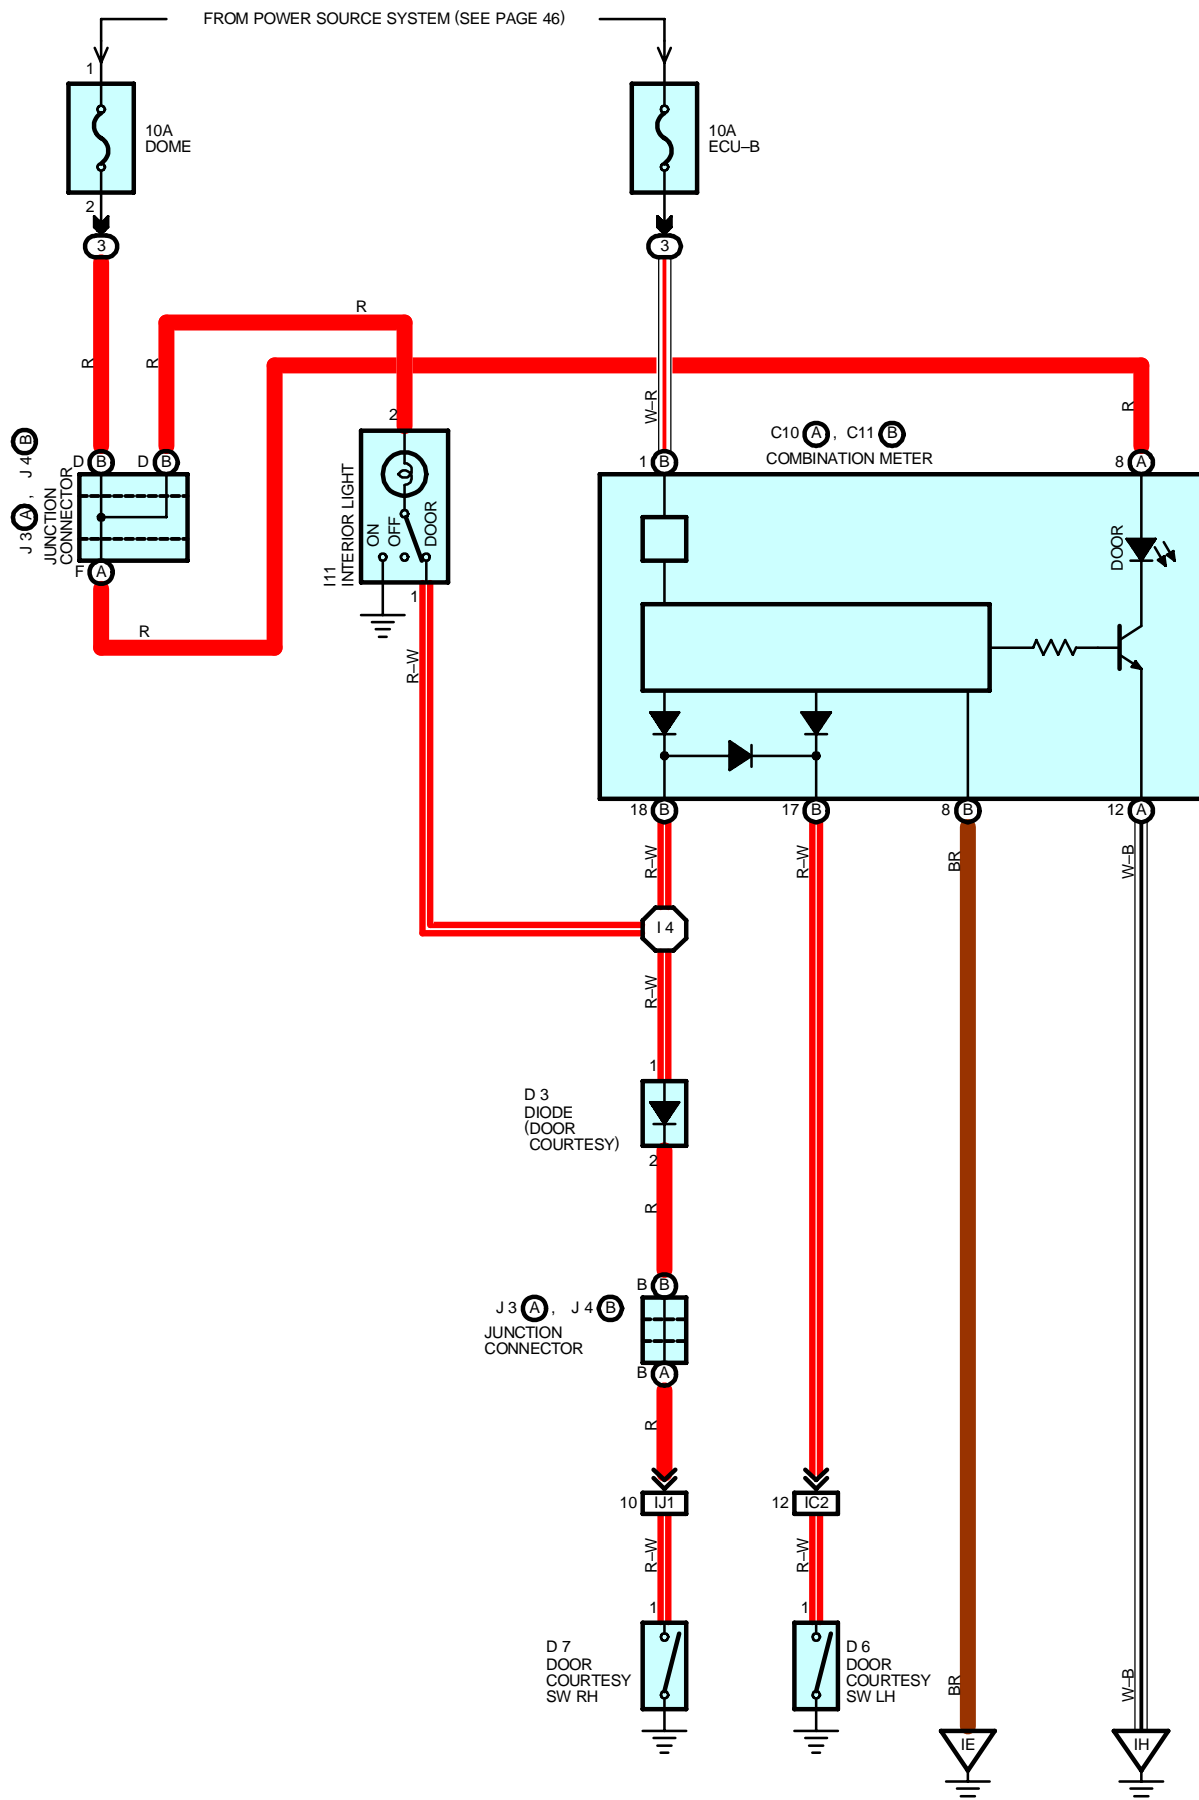 FROM POWER SOURCE SYSTEM (SEE PAGE 46)
1
10A
DOME
10A
ECU–B
2
3
3
R
R
R
W–R
R
2
C10 A , C11 B
COMBINATION METER
J 3 A , J 4 B
JUNCTION
CONNECTOR
D B
D B
1 B
8 A
I11
INTERIOR LIGHT
ON
OFF
DOOR
DOOR
F A
1
R
R–W
18 B
17 B
8 B
12 A
R–W
R–W
BR
W–B
I 4
R–W
1
D 3
DIODE
(DOOR
COURTESY)
2
R
B B
J 3 A , J 4 B
JUNCTION
CONNECTOR
B A
R
10 IJ1
12 IC2
R–W
R–W
1
1
D 7
DOOR
COURTESY
SW RH
D 6
DOOR
COURTESY
SW LH
BR
W–B
IE
IH